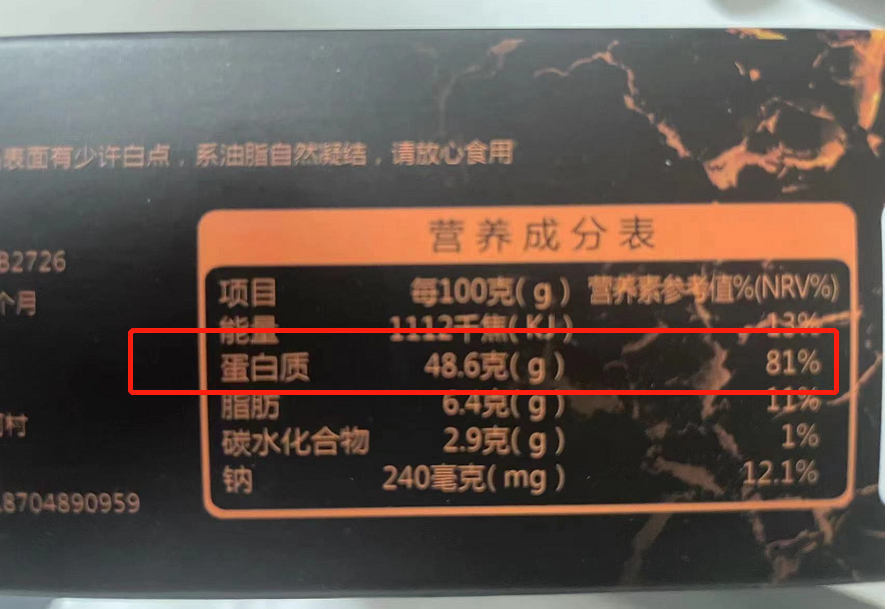 表面有少许白点，系油脂自然凝结，请放心食用
B2726
个月
村
8704890959
营养成分表
项目 每100克(g) 营养素参考值%(NRV%)
能量 1112千焦(KJ) 13%
蛋白质 48.6克(g) 81%
脂肪 6.4克(g) 11%
碳水化合物 2.9克(g) 1%
钠 240毫克(mg) 12.1%